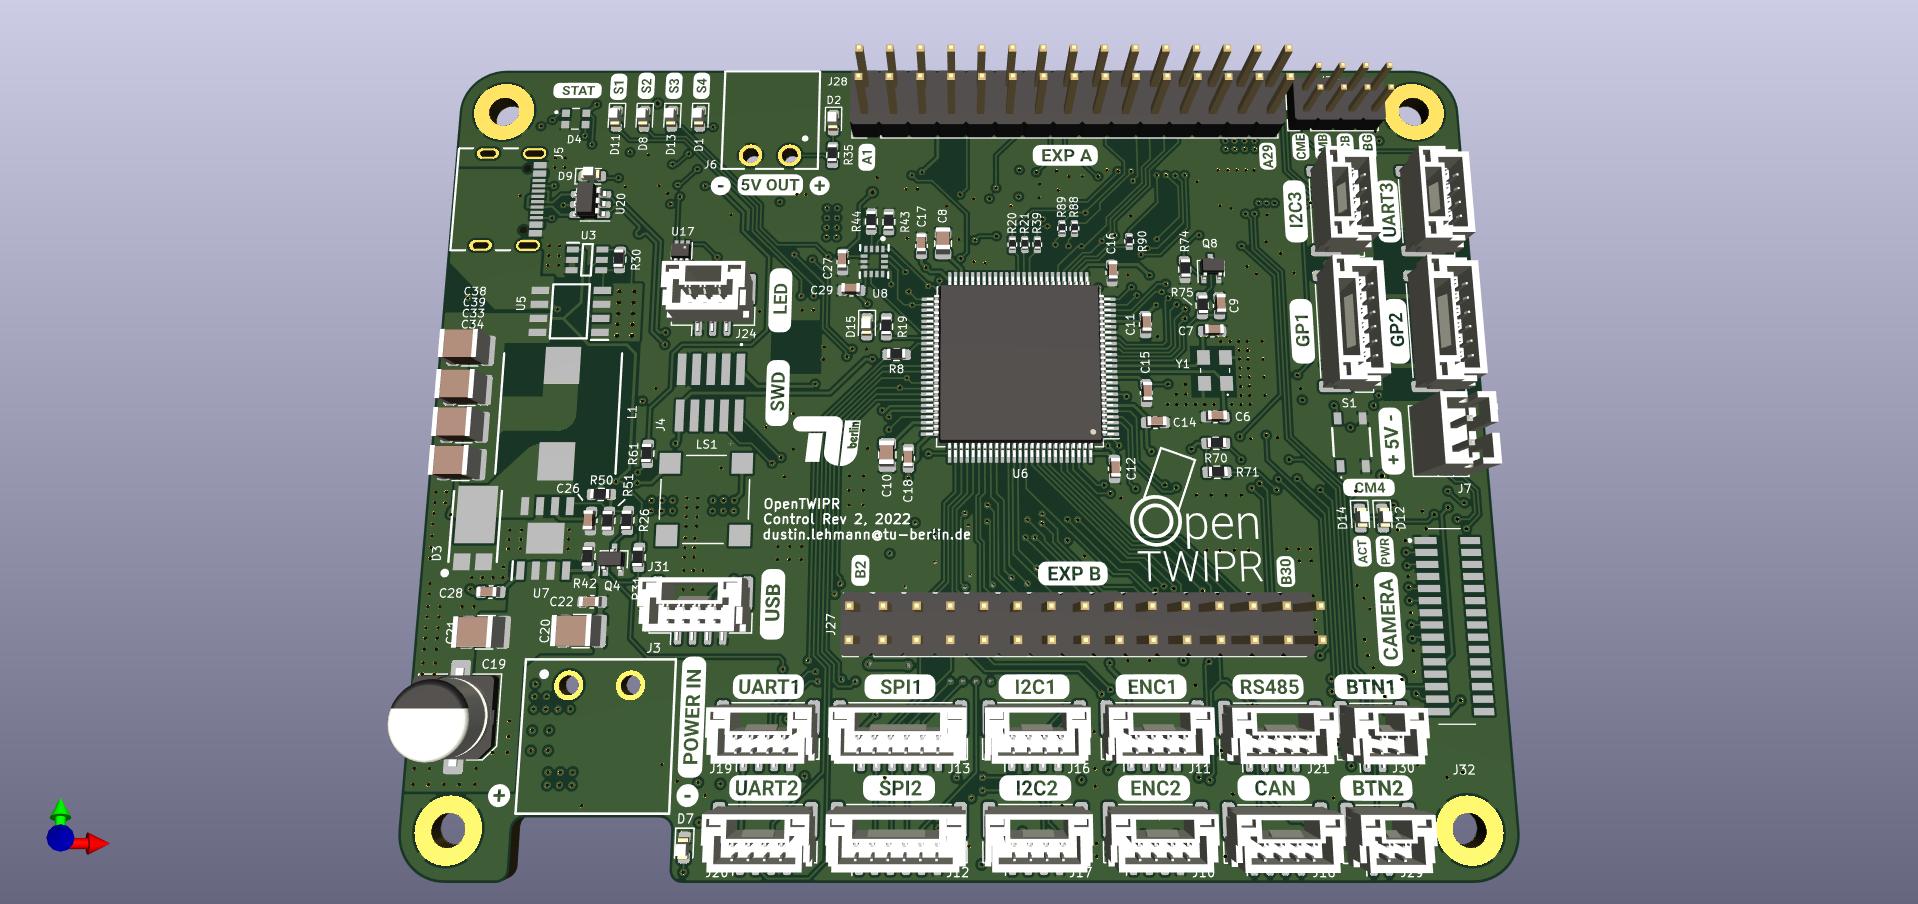 STAT
S1
S2
S3
S4
J28
D2
D4
D11
D8
D13
D1
J5
J6
R35
A1
EXP A
A29
CME
BG
D9
U20
- 5V OUT +
I2C3
UART3
R44
R43
C17
C8
R20
R21
R39
R89
R88
U17
U3
R30
C16
R90
R74
Q8
C27
C29
U8
LED
J24
R75
C9
C7
C11
GP1
GP2
C38
C39
C33
C34
U5
D15
R19
R8
C15
Y1
SWD
L1
J4
LS1
R61
berlin
C14
C6
S1
+ 5V -
J7
C10
C18
U6
C12
R70
R71
CM4
R50
C26
R51
R26
OpenTWIPR
Control Rev 2, 2022
dustin.lehmann@tu-berlin.de
Open
TWIPR
D14
D12
ACT
PWR
D3
J31
R42
Q4
U7
C28
C22
B2
EXP B
B30
CAMERA
USB
J27
C21
C20
C19
J3
POWER IN
UART1
SPI1
I2C1
ENC1
RS485
BTN1
J19
J13
J16
J11
J21
J30
J32
+
-
UART2
SPI2
I2C2
ENC2
CAN
BTN2
D7
J20
J12
J17
J10
J18
J29